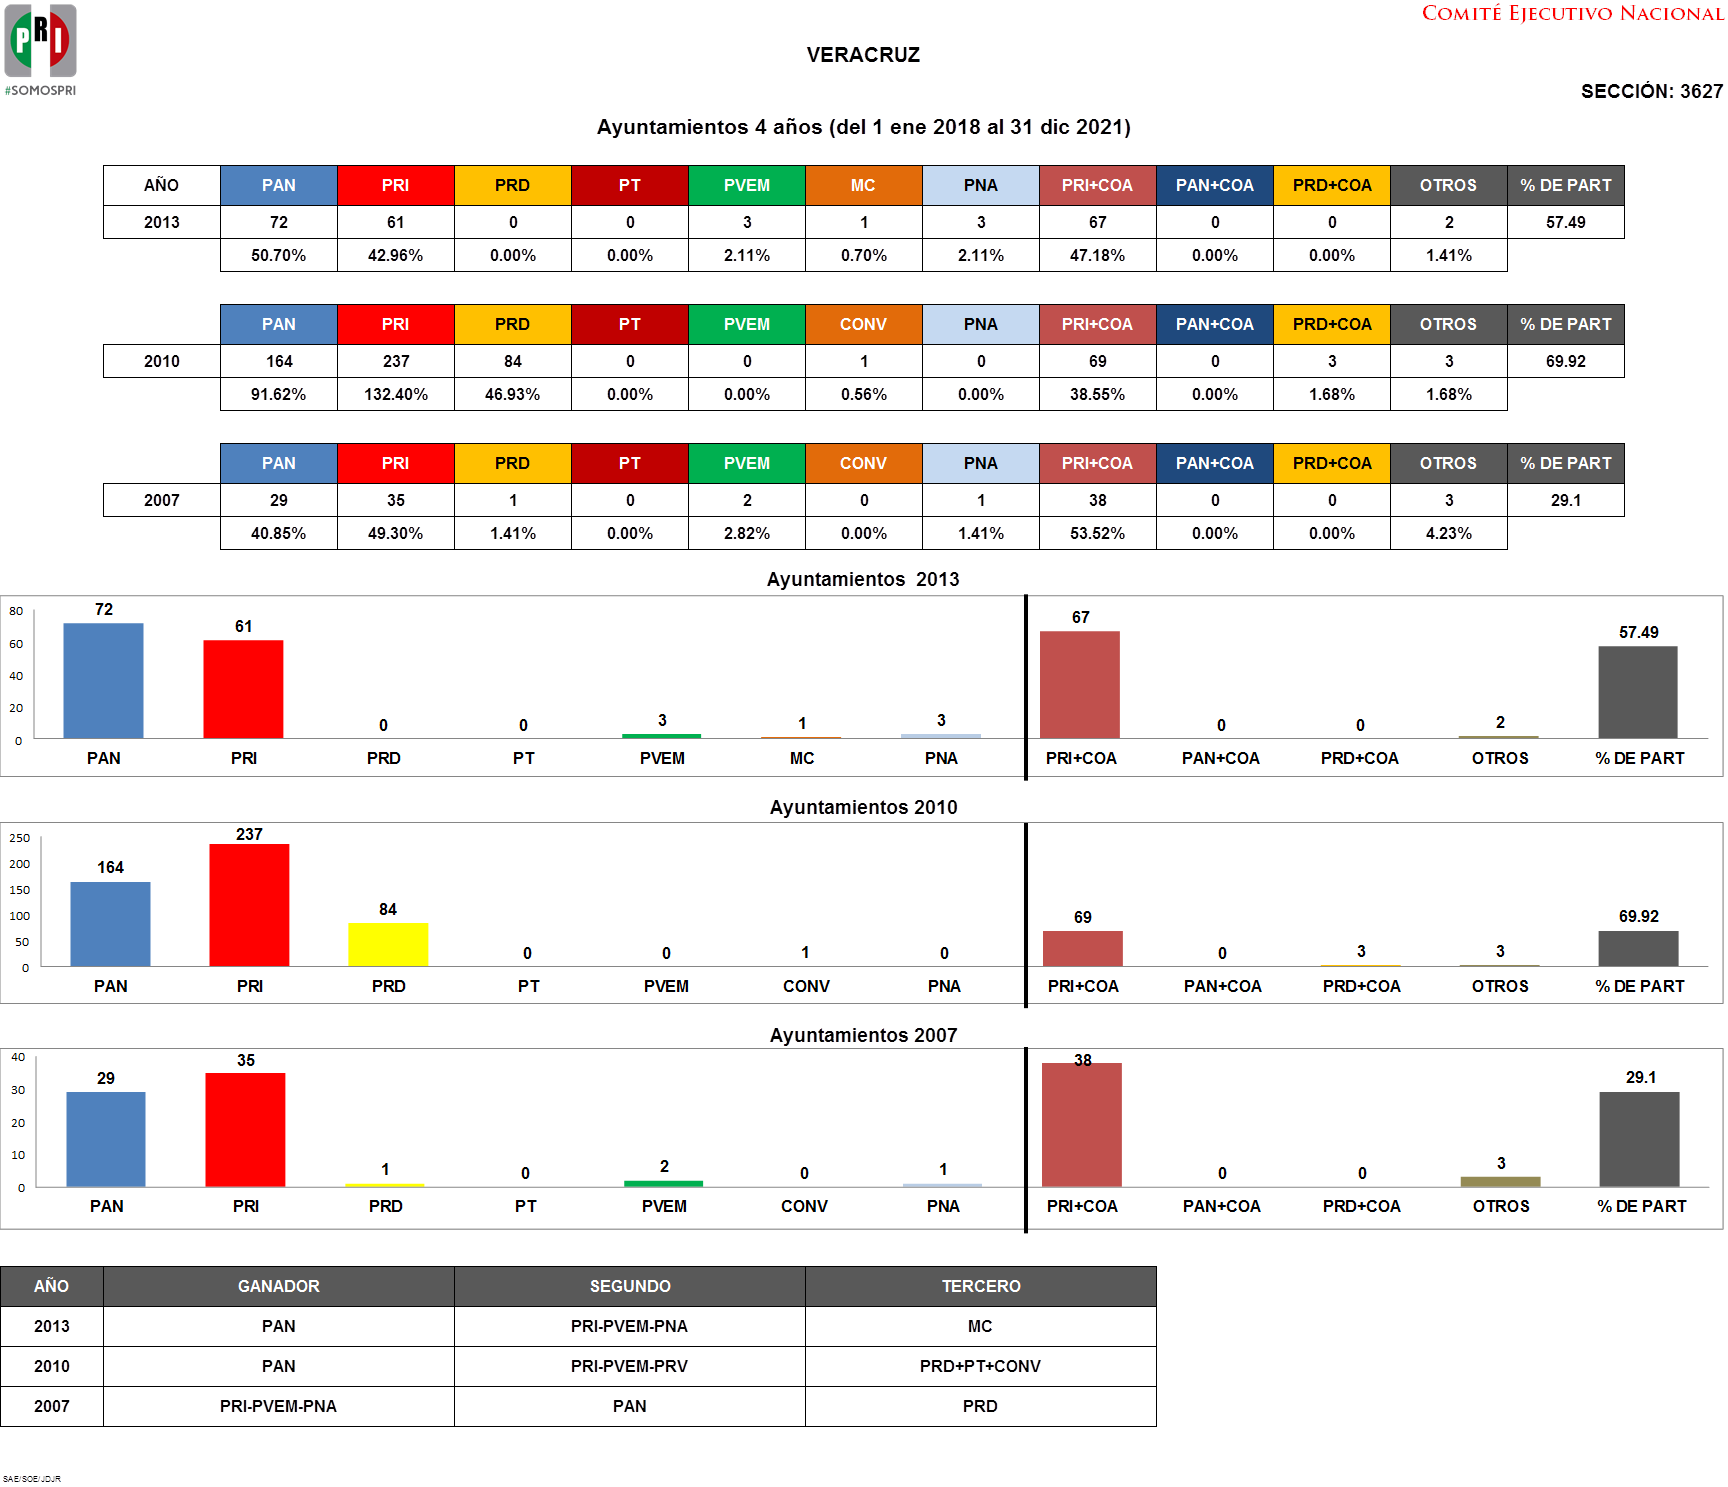 PRI
#SOMOSPRI
COMITÉ EJECUTIVO NACIONAL
VERACRUZ
SECCIÓN: 3627
Ayuntamientos 4 años (del 1 ene 2018 al 31 dic 2021)
AÑO PAN PRI PRD PT PVEM MC PNA PRI+COA PAN+COA PRD+COA OTROS % DE PART
2013 72 61 0 0 3 1 3 67 0 0 2 57.49
50.70% 42.96% 0.00% 0.00% 2.11% 0.70% 2.11% 47.18% 0.00% 0.00% 1.41%
PAN PRI PRD PT PVEM CONV PNA PRI+COA PAN+COA PRD+COA OTROS % DE PART
2010 164 237 84 0 0 1 0 69 0 3 3 69.92
91.62% 132.40% 46.93% 0.00% 0.00% 0.56% 0.00% 38.55% 0.00% 1.68% 1.68%
PAN PRI PRD PT PVEM CONV PNA PRI+COA PAN+COA PRD+COA OTROS % DE PART
2007 29 35 1 0 2 0 1 38 0 0 3 29.1
40.85% 49.30% 1.41% 0.00% 2.82% 0.00% 1.41% 53.52% 0.00% 0.00% 4.23%
Ayuntamientos 2013
80
60
40
20
0
72 61 0 0 3 1 3 67 0 0 2 57.49
PAN PRI PRD PT PVEM MC PNA PRI+COA PAN+COA PRD+COA OTROS % DE PART
Ayuntamientos 2010
250
200
150
100
50
0
164 237 84 0 0 1 0 69 0 3 3 69.92
PAN PRI PRD PT PVEM CONV PNA PRI+COA PAN+COA PRD+COA OTROS % DE PART
Ayuntamientos 2007
40
30
20
10
0
29 35 1 0 2 0 1 38 0 0 3 29.1
PAN PRI PRD PT PVEM CONV PNA PRI+COA PAN+COA PRD+COA OTROS % DE PART
AÑO GANADOR SEGUNDO TERCERO
2013 PAN PRI-PVEM-PNA MC
2010 PAN PRI-PVEM-PRV PRD+PT+CONV
2007 PRI-PVEM-PNA PAN PRD
SAE/SOE/JDJR